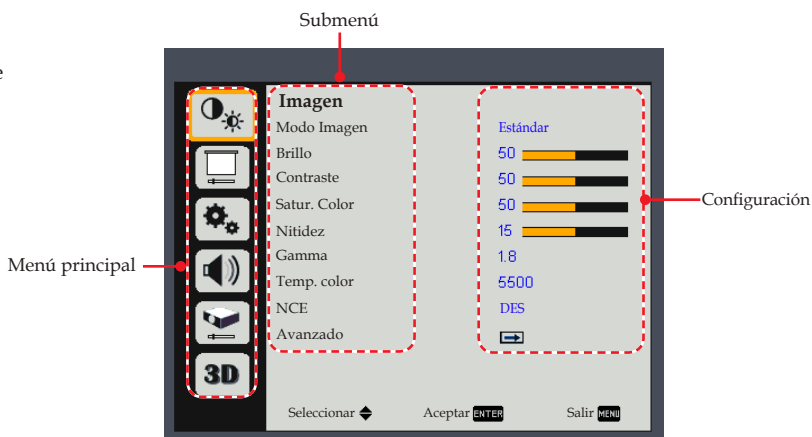 Submenú
e
Imagen
Modo Imagen Estándar
Brillo 50
Contraste 50
Satur. Color 50
Configuración
Nitidez 15
Gamma 1.8
Menú principal
Temp. color 5500
NCE DES
Avanzado
3D
Seleccionar Aceptar ENTER Salir MENU